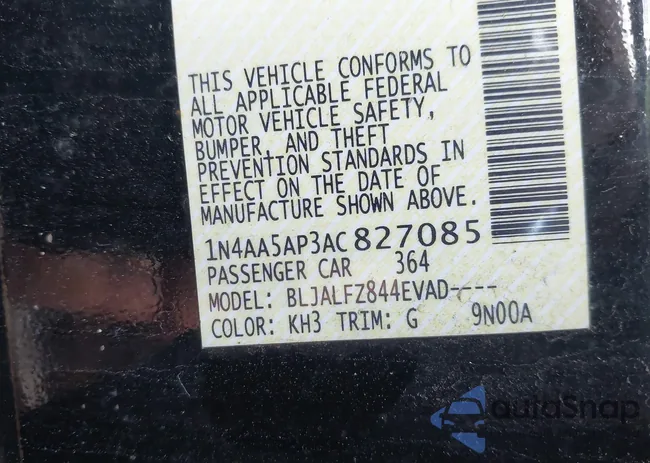 THIS VEHICLE CONFORMS TO
ALL APPLICABLE FEDERAL
MOTOR VEHICLE SAFETY,
BUMPER, AND THEFT
PREVENTION STANDARDS IN
EFFECT ON THE DATE OF
MANUFACTURE SHOWN ABOVE.
1N4AA5AP3AC827085
PASSENGER CAR 364
MODEL: BLJALFZ844EVAD----
COLOR: KH3 TRIM: G 9N00A
autoSnap